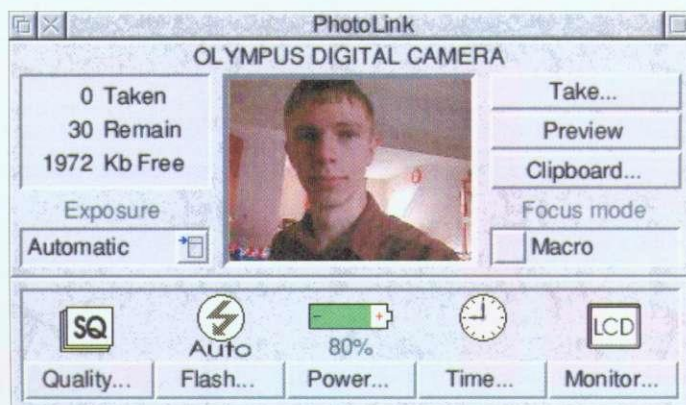 PhotoLink
OLYMPUS DIGITAL CAMERA
0 Taken
30 Remain
1972 Kb Free
Exposure
Automatic
Take...
Preview
Clipboard...
Focus mode
Macro
SQ
Auto
80%
LCD
Quality...
Flash...
Power...
Time...
Monitor...